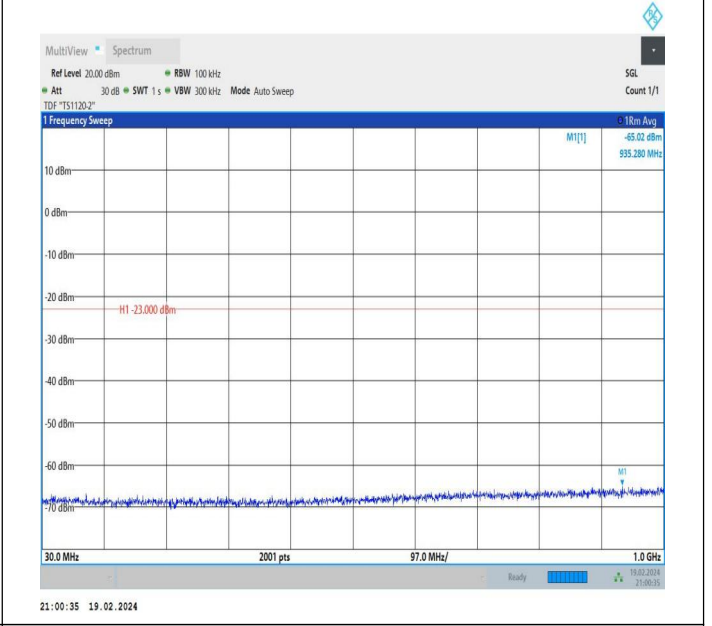 R&S
MultiView Spectrum
Ref Level 20.00 dBm RBW 100 kHz SGL
Att 30 dB SWT 1 s VBW 300 kHz Mode Auto Sweep Count 1/1
TDF "TS1120-2"
1 Frequency Sweep 1Rm Avg
M1[1] -65.02 dBm
935.280 MHz
10 dBm
0 dBm
-10 dBm
-20 dBm
H1 -23.000 dBm
-30 dBm
-40 dBm
-50 dBm
-60 dBm
M1
-70 dBm
30.0 MHz 2001 pts 97.0 MHz/ 1.0 GHz
Ready 19.02.2024
21:00:35
21:00:35 19.02.2024